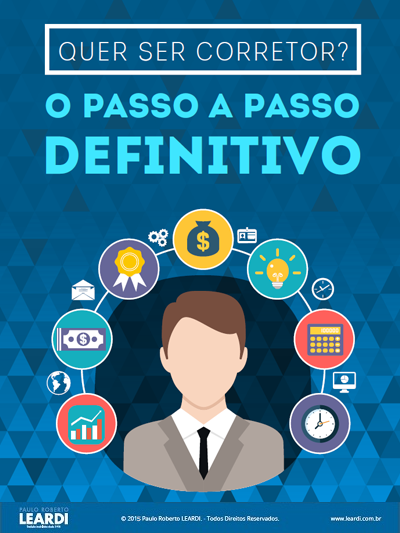 QUER SER CORRETOR?
O PASSO A PASSO
DEFINITIVO
PAULO ROBERTO
LEARDI
© 2015 Paulo Roberto LEARDI. - Todos Direitos Reservados.
www.leardi.com.br